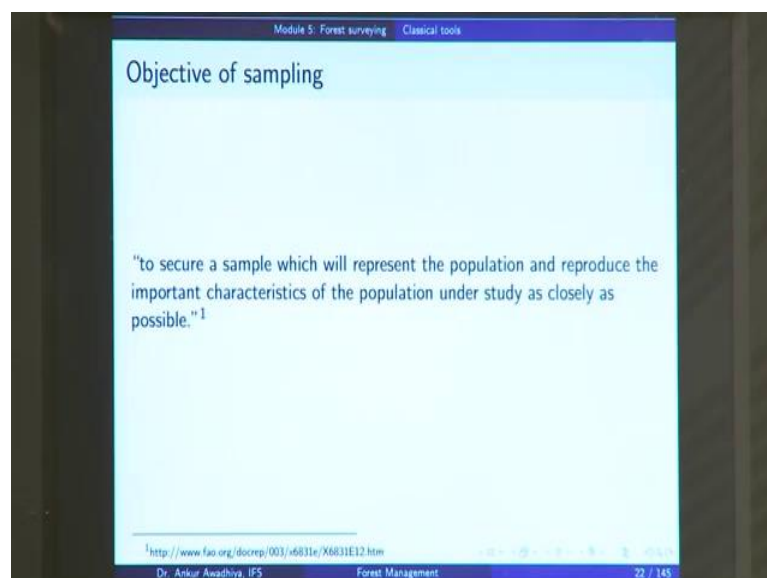 Module 5: Forest surveying Classical tools
Objective of sampling
"to secure a sample which will represent the population and reproduce the
important characteristics of the population under study as closely as
possible."1
1http://www.fao.org/docrep/003/x6831e/X6831E12.htm
Dr. Ankur Awadhiya, IFS Forest Management 22 / 145